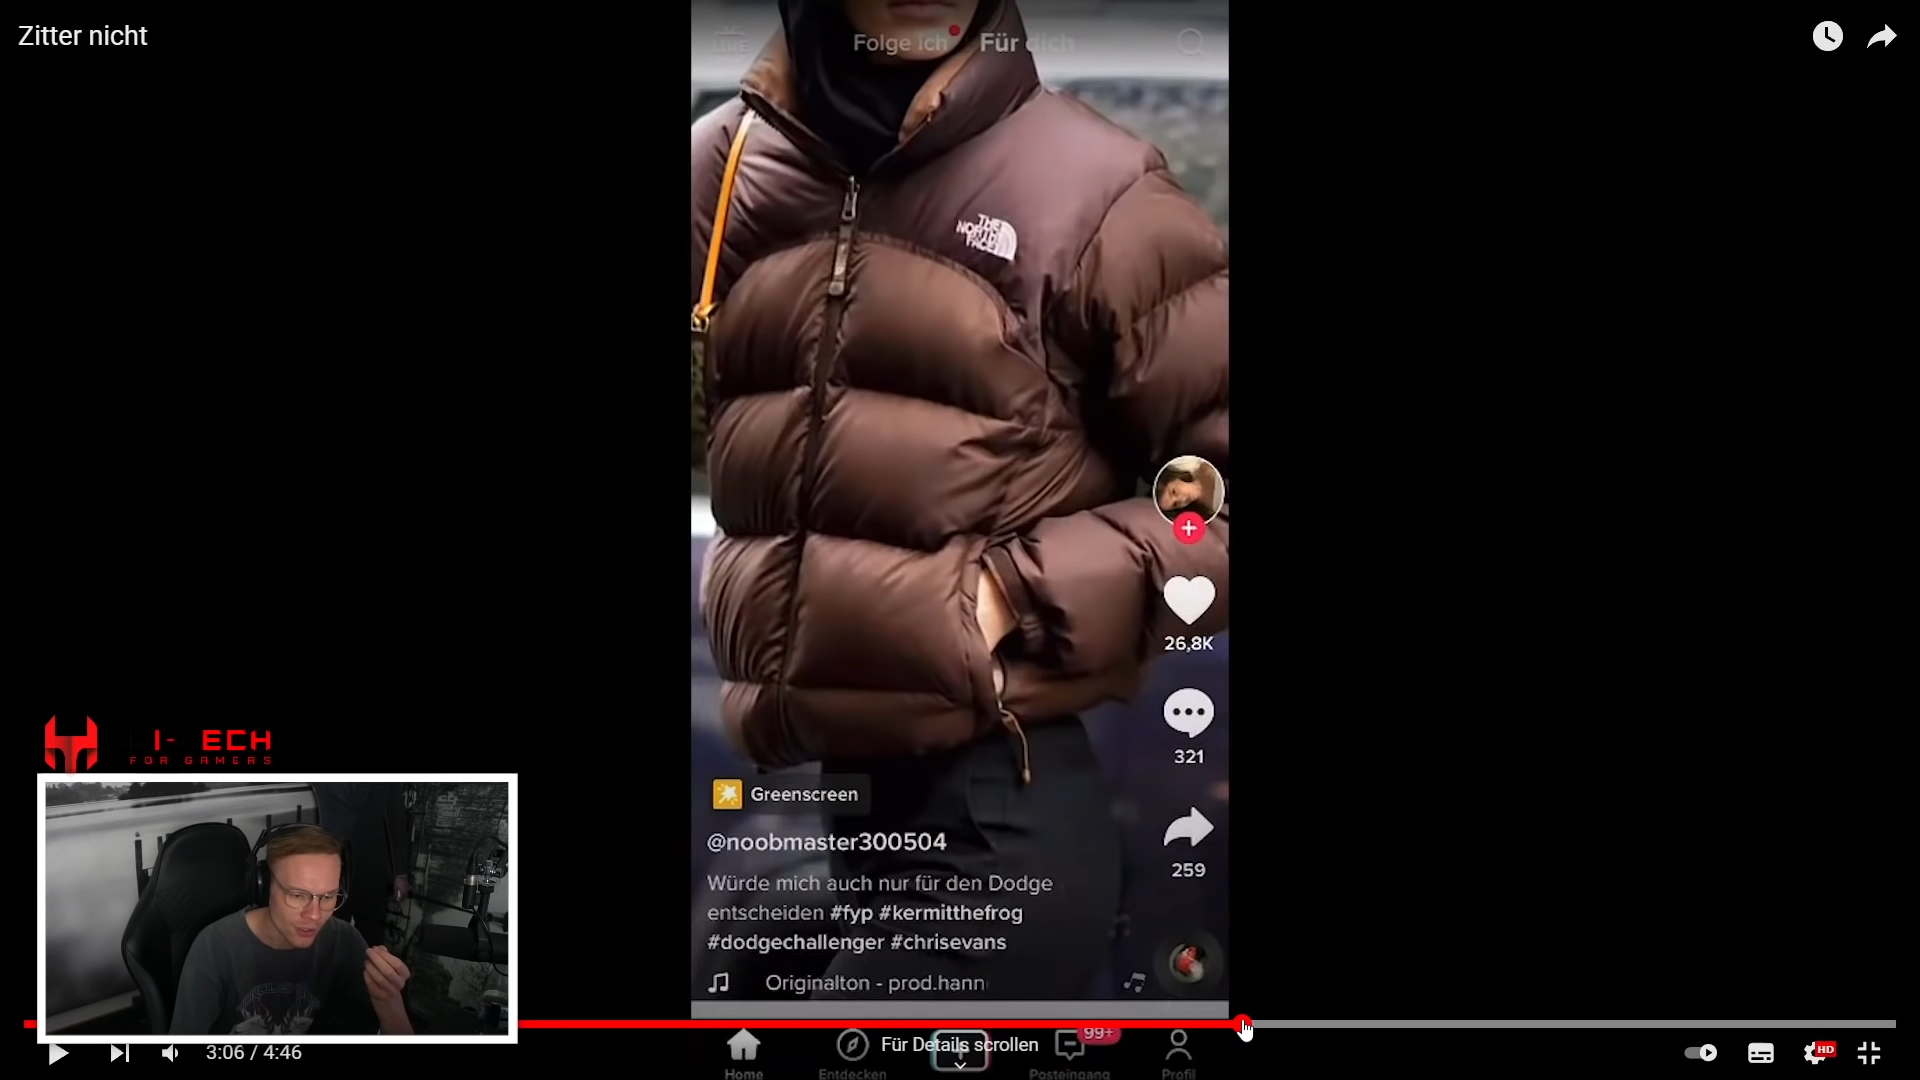 Zitter nicht
LIVE
Folge ich Für dich
THE
NORTH
FACE
26,8K
321
I- ECH
FOR GAMERS
Greenscreen
@noobmaster300504
259
Würde mich auch nur für den Dodge
entscheiden #fyp #kermitthefrog
#dodgechallenger #chrisevans
Originalton - prod.hann
3:06 / 4:46
99+
Für Details scrollen
HD
Home
Entdecken
Posteingang
Profil